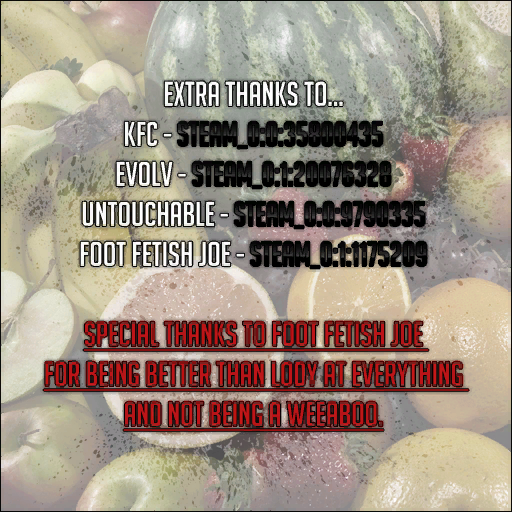 EXTRA THANKS TO...
KFC - STEAM_0:0:35800435
EVOLV - STEAM_0:1:20076328
UNTOUCHABLE - STEAM_0:0:9790335
FOOT FETISH JOE - STEAM_0:1:1175209
SPECIAL THANKS TO FOOT FETISH JOE
FOR BEING BETTER THAN LODY AT EVERYTHING
AND NOT BEING A WEEABOO.